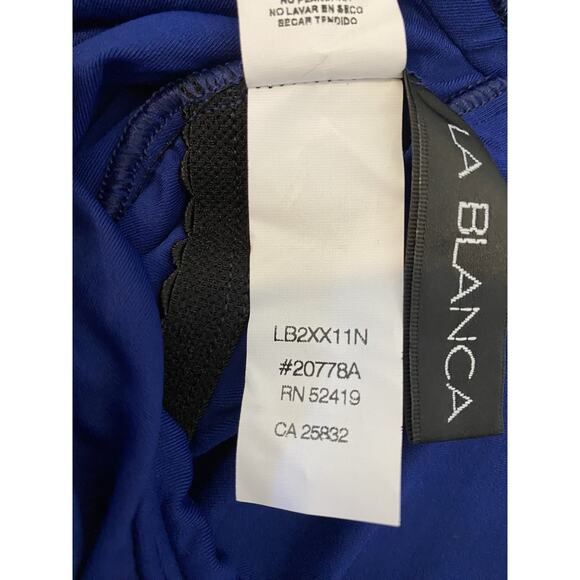 NO LAVAR EN SECO
SECAR TENDIDO
LB2XX11N
#20778A
RN 52419
CA 25832
LA BLANCA